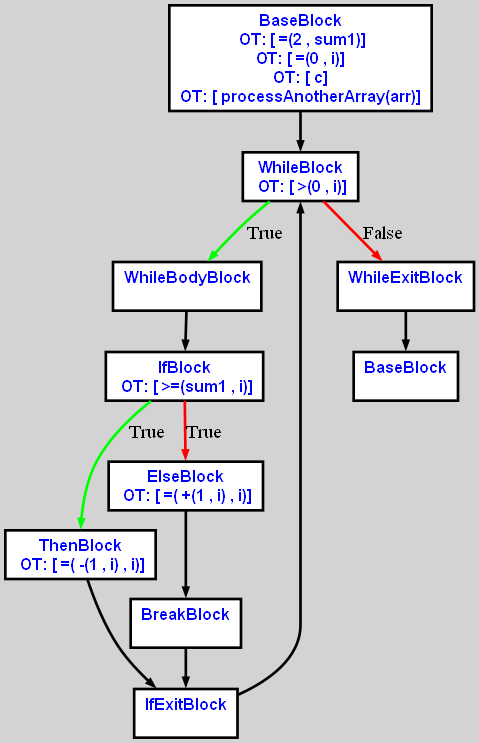 BaseBlock
OT: [ =(2 , sum1)]
OT: [ =(0 , i)]
OT: [ c]
OT: [ processAnotherArray(arr)]
WhileBlock
OT: [ >(0 , i)]
True
False
WhileBodyBlock
WhileExitBlock
IfBlock
OT: [ >=(sum1 , i)]
BaseBlock
True
True
ElseBlock
OT: [ =( +(1 , i) , i)]
ThenBlock
OT: [ =( -(1 , i) , i)]
BreakBlock
IfExitBlock